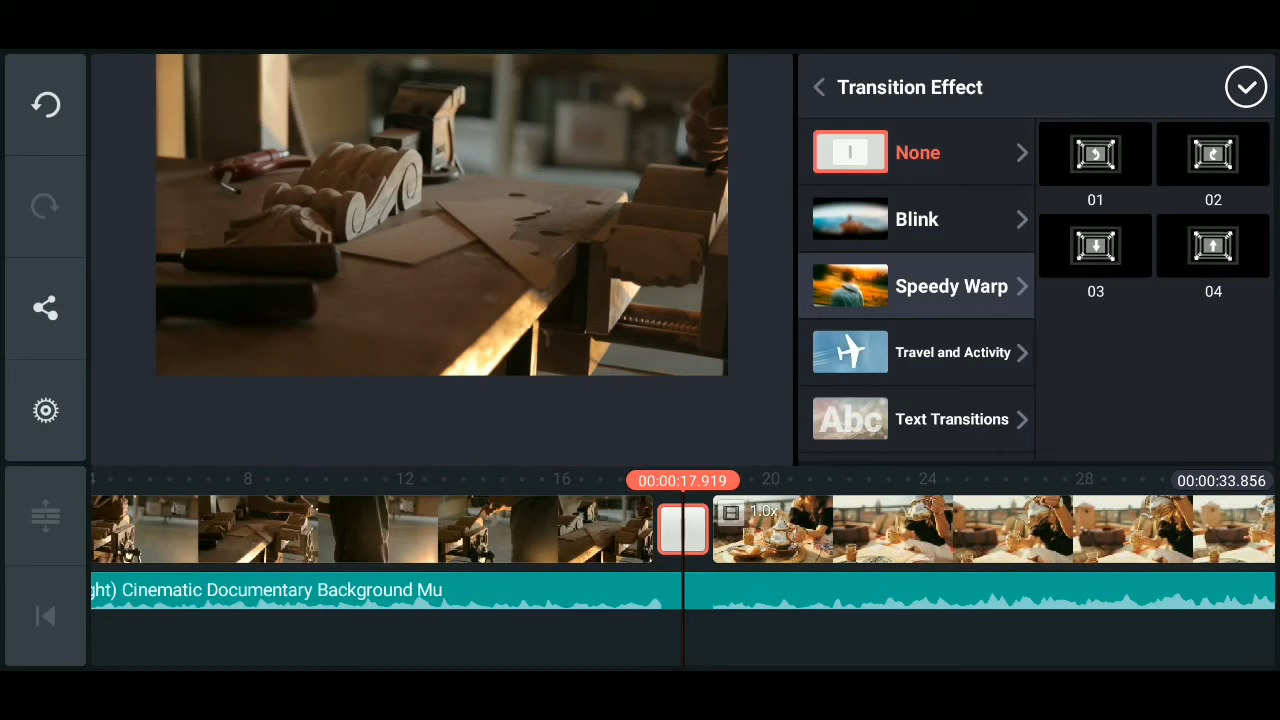 Transition Effect
None
Blink
Speedy Warp
Travel and Activity
Abc
Text Transitions
01
02
03
04
4
8
12
16
00:00:17.919
20
24
28
00:00:33.856
1.0x
ght) Cinematic Documentary Background Mu